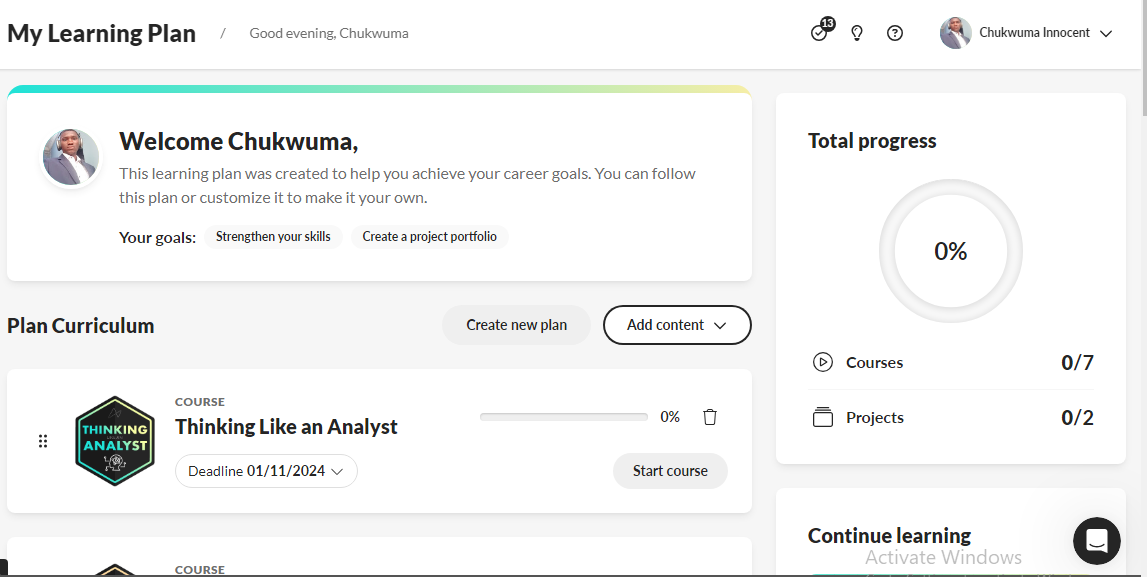 My Learning Plan / Good evening, Chukwuma
13
Chukwuma Innocent
Welcome Chukwuma,
This learning plan was created to help you achieve your career goals. You can follow
this plan or customize it to make it your own.
Your goals: Strengthen your skills Create a project portfolio
Plan Curriculum
Create new plan
Add content
COURSE
Thinking Like an Analyst
THINKING
ANALYST
0%
Deadline 01/11/2024
Start course
COURSE
Total progress
0%
Courses 0/7
Projects 0/2
Continue learning
Activate Windows